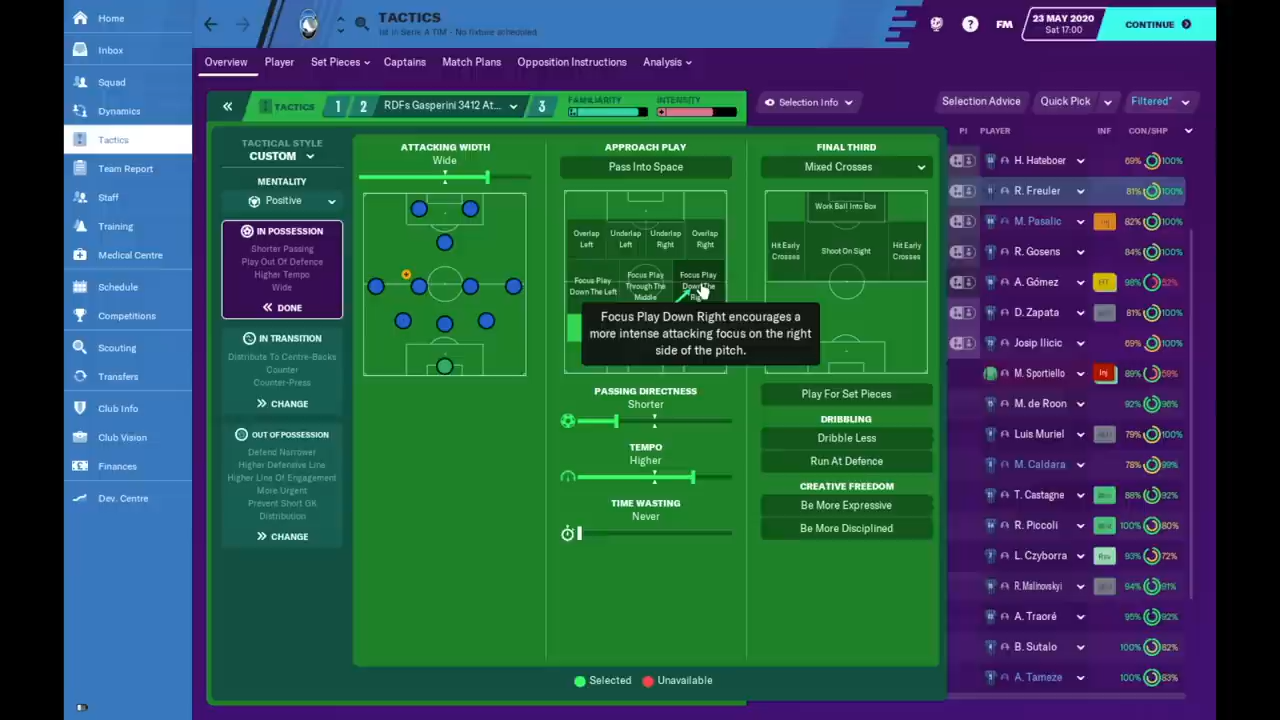 Home
Inbox
Squad
Dynamics
Tactics
Team Report
Staff
Training
Medical Centre
Schedule
Competitions
Scouting
Transfers
Club Info
Club Vision
Finances
Dev. Centre
TACTICS
1st in Serie A TIM - No fixture scheduled.
FM
23 MAY 2020
Sat 17:00
CONTINUE
Overview
Player
Set Pieces
Captains
Match Plans
Opposition Instructions
Analysis
«
TACTICS
1
2
RDFs Gasperini 3412 At...
3
FAMILIARITY
INTENSITY
Selection Info
Selection Advice
Quick Pick
Filtered*
TACTICAL STYLE
CUSTOM
MENTALITY
Positive
IN POSSESSION
Shorter Passing
Play Out Of Defence
Higher Tempo
Wide
DONE
IN TRANSITION
Distribute To Centre-Backs
Counter
Counter-Press
CHANGE
OUT OF POSSESSION
Defend Narrower
Higher Defensive Line
Higher Line Of Engagement
More Urgent
Prevent Short GK
Distribution
CHANGE
ATTACKING WIDTH
Wide
APPROACH PLAY
Pass Into Space
Overlap Left
Underlap Left
Underlap Right
Overlap Right
Focus Play Down The Left
Focus Play Through The Middle
Focus Play Down The
Focus Play Down Right encourages a
more intense attacking focus on the right
side of the pitch.
PASSING DIRECTNESS
Shorter
TEMPO
Higher
TIME WASTING
Never
FINAL THIRD
Mixed Crosses
Work Ball Into Box
Hit Early Crosses
Shoot On Sight
Hit Early Crosses
Play For Set Pieces
DRIBBLING
Dribble Less
Run At Defence
CREATIVE FREEDOM
Be More Expressive
Be More Disciplined
Selected
Unavailable
PI PLAYER INF CON/SHP
H. Hateboer 69% 100%
R. Freuler 81% 100%
M. Pasalic Inj 82% 100%
R. Gosens 84% 100%
A. Gómez 98% 52%
D. Zapata 81% 100%
Josip Ilicic 69% 100%
M. Sportiello Inj 89% 59%
M. de Roon 92% 96%
Luis Muriel 79% 100%
M. Caldara 78% 99%
T. Castagne 88% 92%
R. Piccoli 100% 80%
L. Czyborra 93% 72%
R. Malinovskyi 94% 91%
A. Traoré 95% 92%
B. Sutalo 100% 82%
A. Tameze 100% 83%